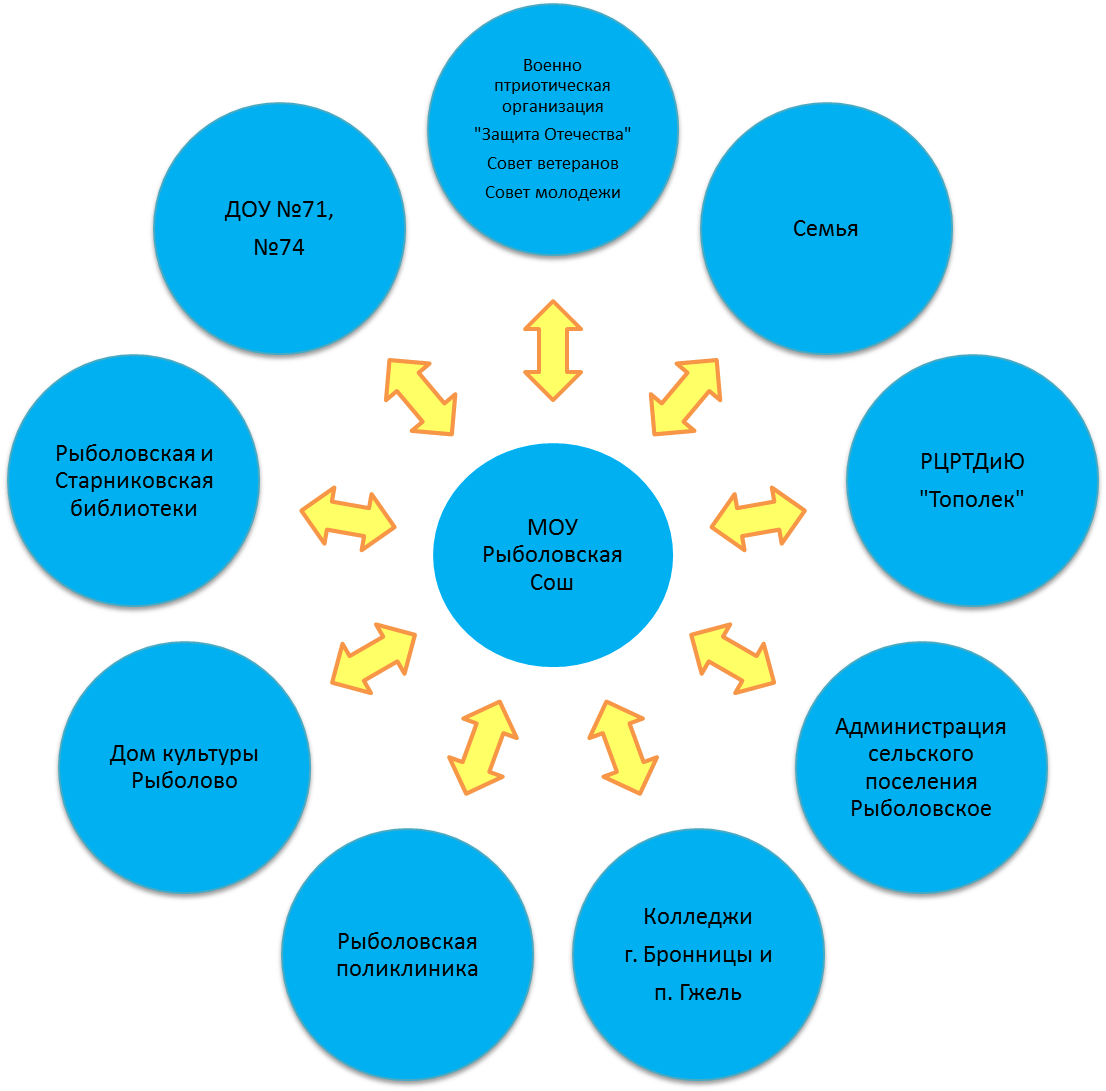 Военно
птриотическая
организация
"Защита Отечества"
Совет ветеранов
Совет молодежи
Семья
РЦРТДиЮ
"Тополек"
Администрация
сельского
поселения
Рыболовское
Колледжи
г. Бронницы и
п. Гжель
Рыболовская
поликлиника
Дом культуры
Рыболово
Рыболовская и
Старниковская
библиотеки
ДОУ №71,
№74
МОУ
Рыболовская
Сош